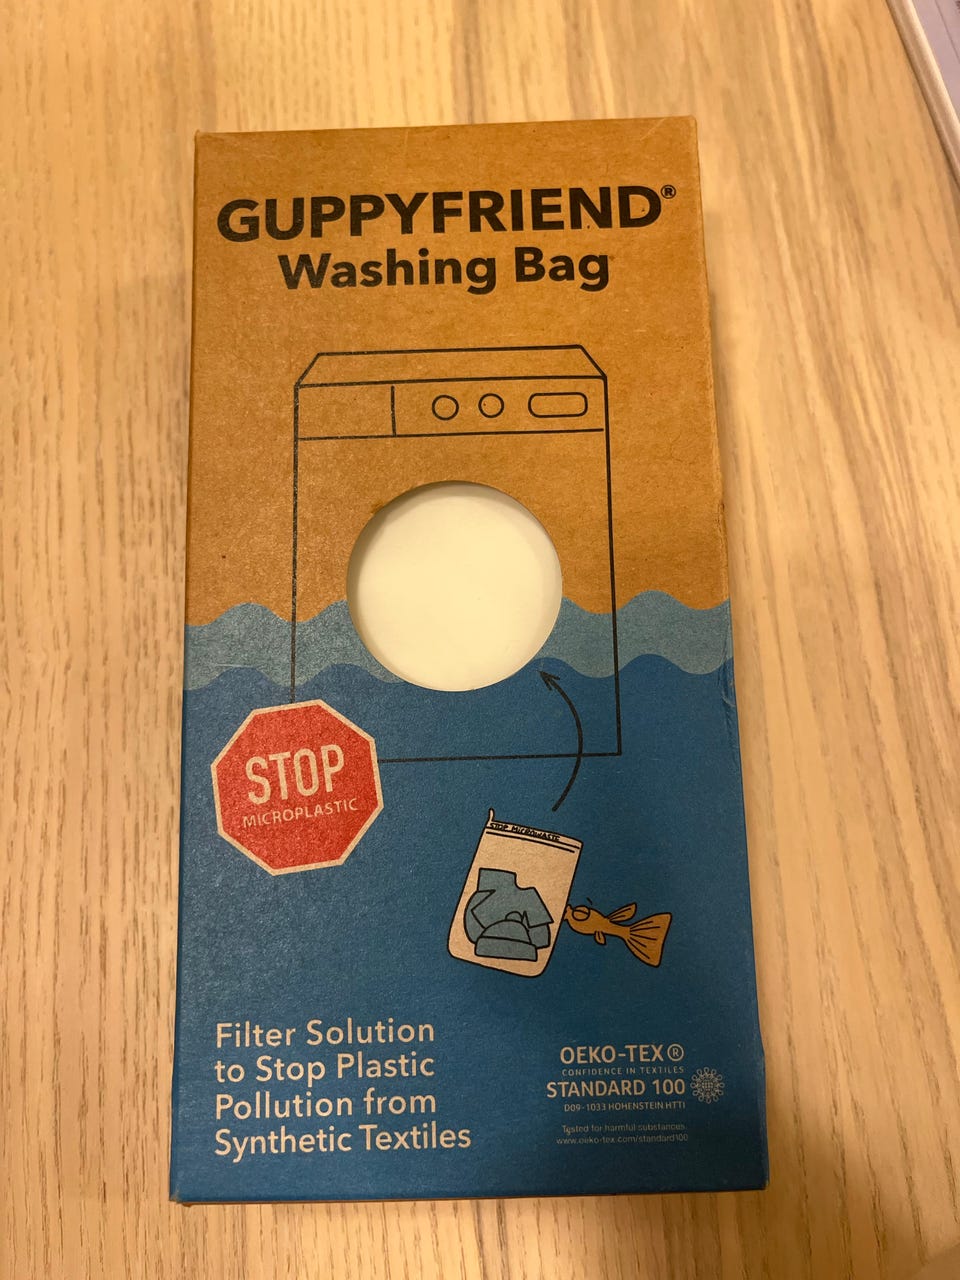 GUPPYFRIEND®
Washing Bag
STOP
MICROPLASTIC
STOP MICROWASTE
Filter Solution
to Stop Plastic
Pollution from
Synthetic Textiles
OEKO-TEX®
CONFIDENCE IN TEXTILES
STANDARD 100
D09-1033 HOHENSTEIN HTTI
Tested for harmful substances.
www.oeko-tex.com/standard100